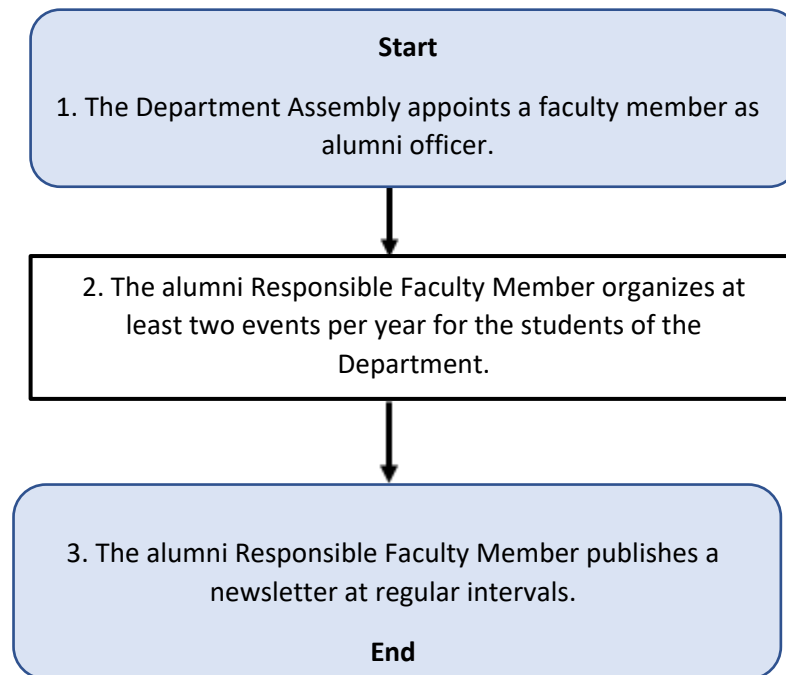 Start
1. The Department Assembly appoints a faculty member as
alumni officer.
2. The alumni Responsible Faculty Member organizes at
least two events per year for the students of the
Department.
3. The alumni Responsible Faculty Member publishes a
newsletter at regular intervals.
End